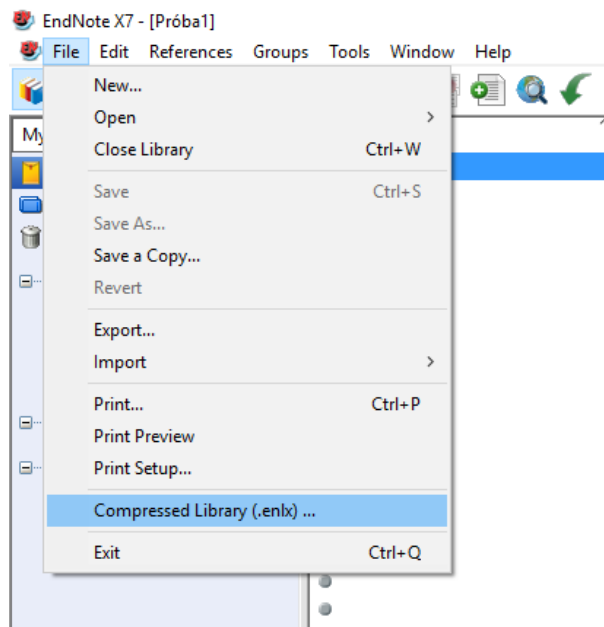 EndNote X7 - [Próba1]
File Edit References Groups Tools Window Help
My
New...
Open
Close Library Ctrl+W
Save Ctrl+S
Save As...
Save a Copy...
Revert
Export...
Import
Print... Ctrl+P
Print Preview
Print Setup...
Compressed Library (.enlx) ...
Exit Ctrl+Q